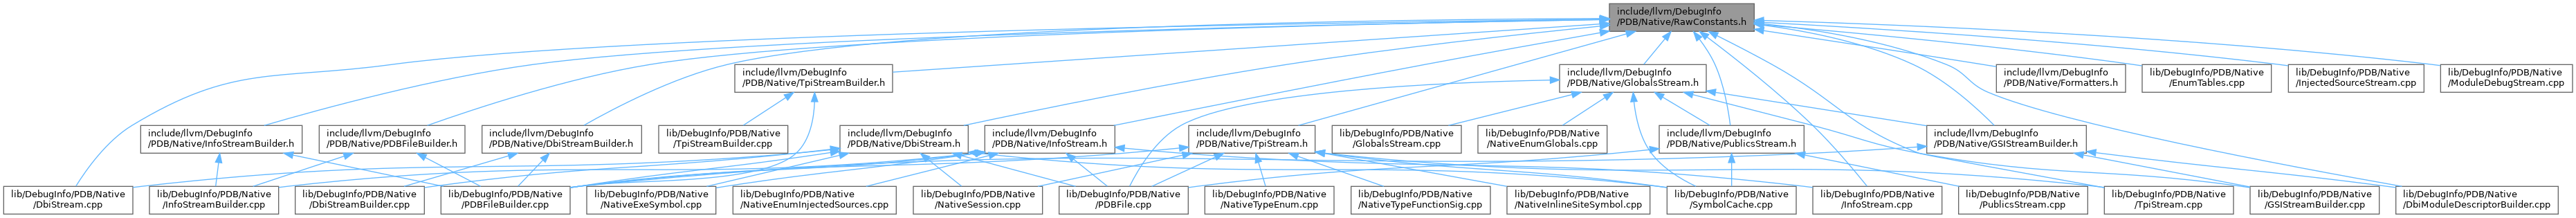 include/llvm/DebugInfo
/PDB/Native/RawConstants.h
include/llvm/DebugInfo
/PDB/Native/TpiStreamBuilder.h
include/llvm/DebugInfo
/PDB/Native/GlobalsStream.h
include/llvm/DebugInfo
/PDB/Native/Formatters.h
lib/DebugInfo/PDB/Native
/EnumTables.cpp
lib/DebugInfo/PDB/Native
/InjectedSourceStream.cpp
lib/DebugInfo/PDB/Native
/ModuleDebugStream.cpp
include/llvm/DebugInfo
/PDB/Native/InfoStreamBuilder.h
include/llvm/DebugInfo
/PDB/Native/PDBFileBuilder.h
include/llvm/DebugInfo
/PDB/Native/DbiStreamBuilder.h
lib/DebugInfo/PDB/Native
/TpiStreamBuilder.cpp
include/llvm/DebugInfo
/PDB/Native/DbiStream.h
include/llvm/DebugInfo
/PDB/Native/InfoStream.h
include/llvm/DebugInfo
/PDB/Native/TpiStream.h
lib/DebugInfo/PDB/Native
/GlobalsStream.cpp
lib/DebugInfo/PDB/Native
/NativeEnumGlobals.cpp
include/llvm/DebugInfo
/PDB/Native/PublicsStream.h
include/llvm/DebugInfo
/PDB/Native/GSIStreamBuilder.h
lib/DebugInfo/PDB/Native
/DbiStream.cpp
lib/DebugInfo/PDB/Native
/InfoStreamBuilder.cpp
lib/DebugInfo/PDB/Native
/DbiStreamBuilder.cpp
lib/DebugInfo/PDB/Native
/PDBFileBuilder.cpp
lib/DebugInfo/PDB/Native
/NativeExeSymbol.cpp
lib/DebugInfo/PDB/Native
/NativeEnumInjectedSources.cpp
lib/DebugInfo/PDB/Native
/NativeSession.cpp
lib/DebugInfo/PDB/Native
/PDBFile.cpp
lib/DebugInfo/PDB/Native
/NativeTypeEnum.cpp
lib/DebugInfo/PDB/Native
/NativeTypeFunctionSig.cpp
lib/DebugInfo/PDB/Native
/NativeInlineSiteSymbol.cpp
lib/DebugInfo/PDB/Native
/SymbolCache.cpp
lib/DebugInfo/PDB/Native
/InfoStream.cpp
lib/DebugInfo/PDB/Native
/PublicsStream.cpp
lib/DebugInfo/PDB/Native
/TpiStream.cpp
lib/DebugInfo/PDB/Native
/GSIStreamBuilder.cpp
lib/DebugInfo/PDB/Native
/DbiModuleDescriptorBuilder.cpp